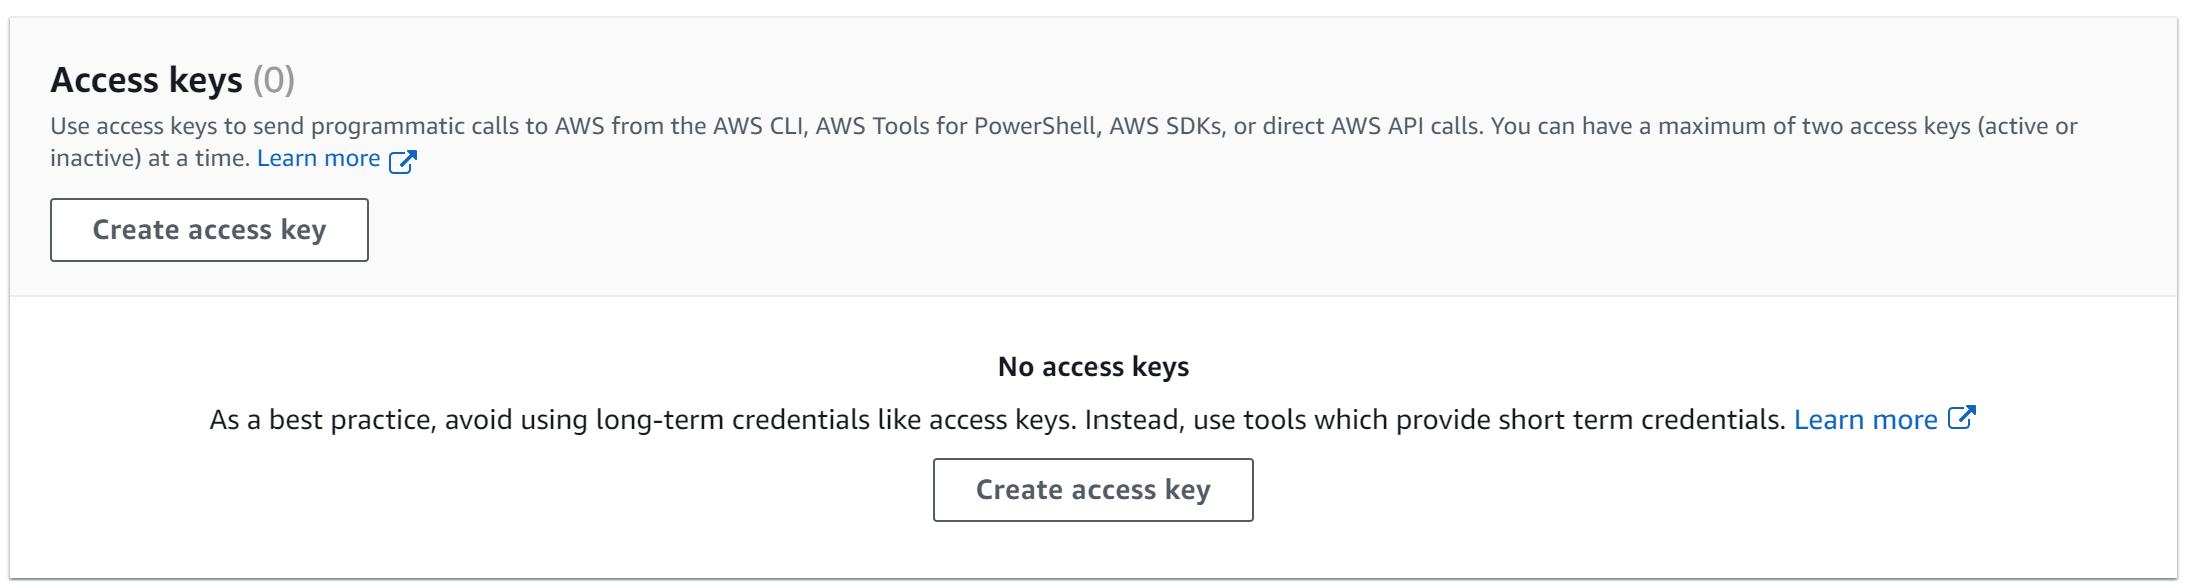 Access keys (0)
Use access keys to send programmatic calls to AWS from the AWS CLI, AWS Tools for PowerShell, AWS SDKs, or direct AWS API calls. You can have a maximum of two access keys (active or
inactive) at a time. Learn more
Create access key
No access keys
As a best practice, avoid using long-term credentials like access keys. Instead, use tools which provide short term credentials. Learn more
Create access key